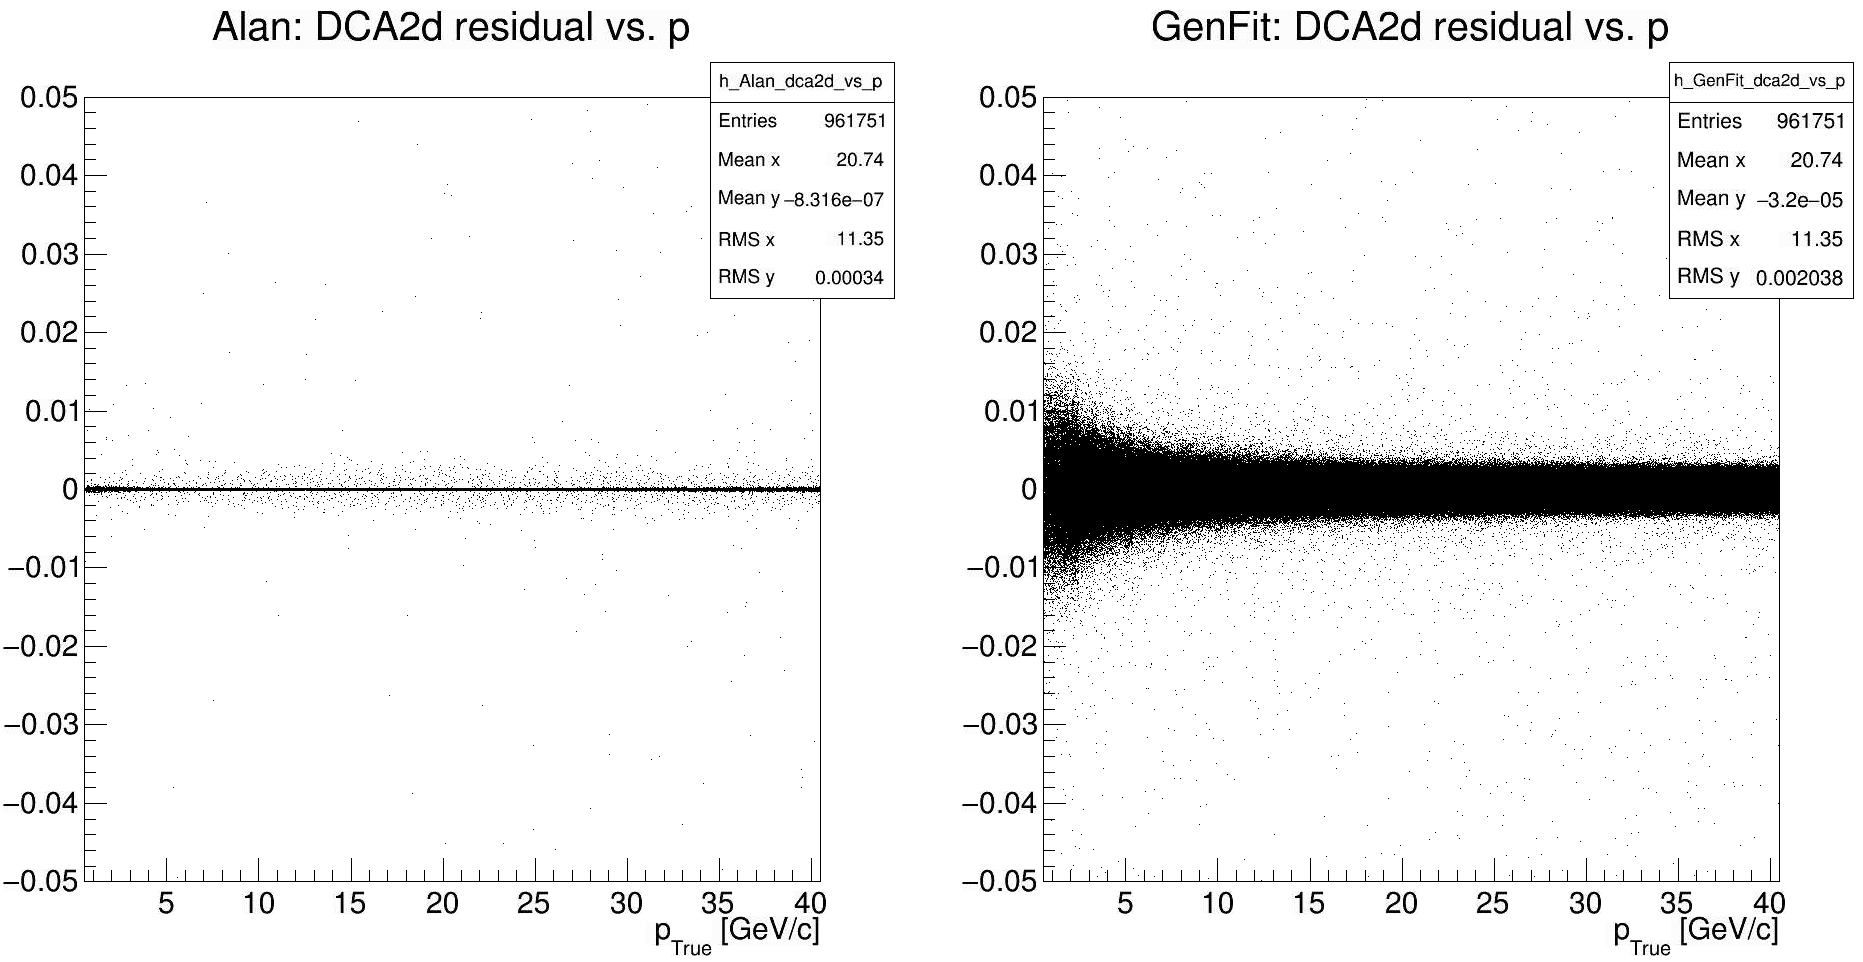 Alan: DCA2d residual vs. p
h_Alan_dca2d_vs_p
Entries 961751
Mean x 20.74
Mean y −8.316e−07
RMS x 11.35
RMS y 0.00034
0.05
0.04
0.03
0.02
0.01
0
−0.01
−0.02
−0.03
−0.04
−0.05
5 10 15 20 25 30 35 40
pTrue [GeV/c]
GenFit: DCA2d residual vs. p
h_GenFit_dca2d_vs_p
Entries 961751
Mean x 20.74
Mean y −3.2e−05
RMS x 11.35
RMS y 0.002038
0.05
0.04
0.03
0.02
0.01
0
−0.01
−0.02
−0.03
−0.04
−0.05
5 10 15 20 25 30 35 40
pTrue [GeV/c]